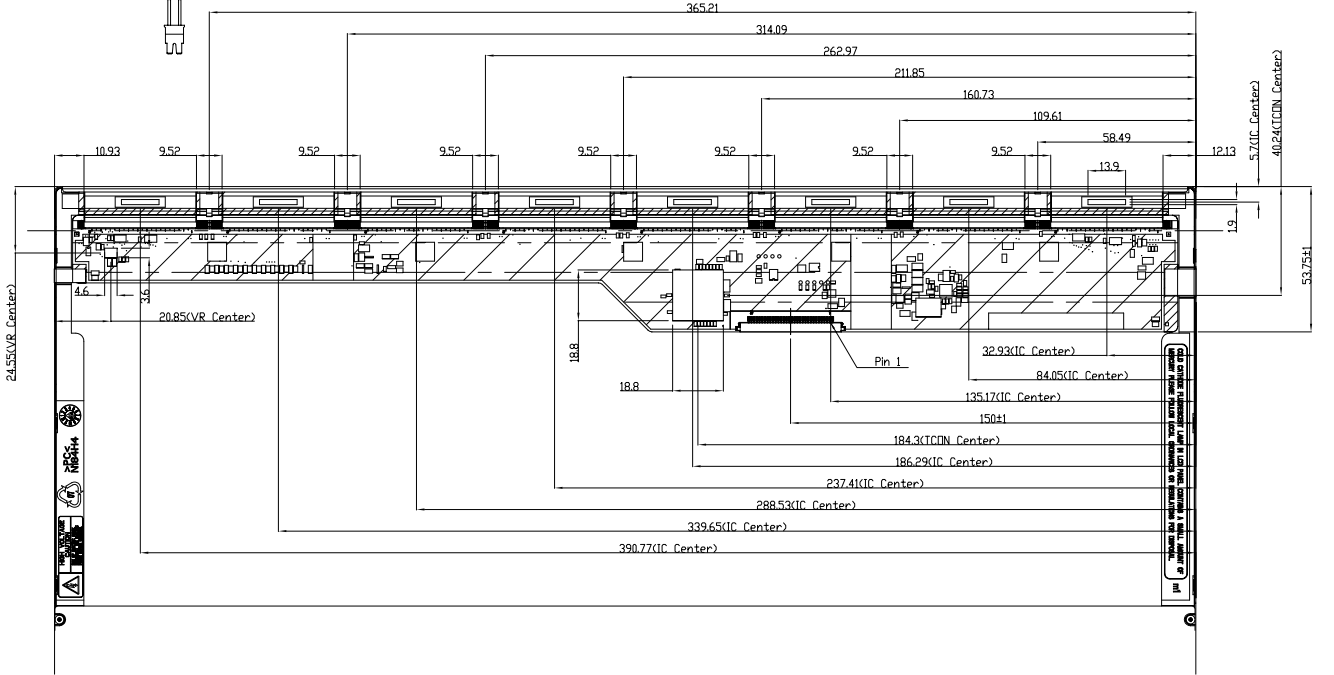 365.21
314.09
262.97
211.85
160.73
109.61
58.49
10.93
9.52
9.52
9.52
9.52
9.52
9.52
9.52
13.9
12.13
5.7(IC Center)
40.24(TCON Center)
1.9
53.75±1
24.55(VR Center)
4.6
3.6
20.85(VR Center)
18.8
18.8
Pin 1
32.93(IC Center)
84.05(IC Center)
135.17(IC Center)
150±1
184.3(TCON Center)
186.29(IC Center)
237.41(IC Center)
288.53(IC Center)
339.65(IC Center)
390.77(IC Center)
>PC<
HIGH VOLTAGE
CAUTION
COLD CATHODE FLUORESCENT LAMP IN LCD PANEL CONTAINS A SMALL AMOUNT OF
MERCURY PLEASE FOLLOW LOCAL ORDINANCES OR REGULATIONS FOR DISPOSAL.